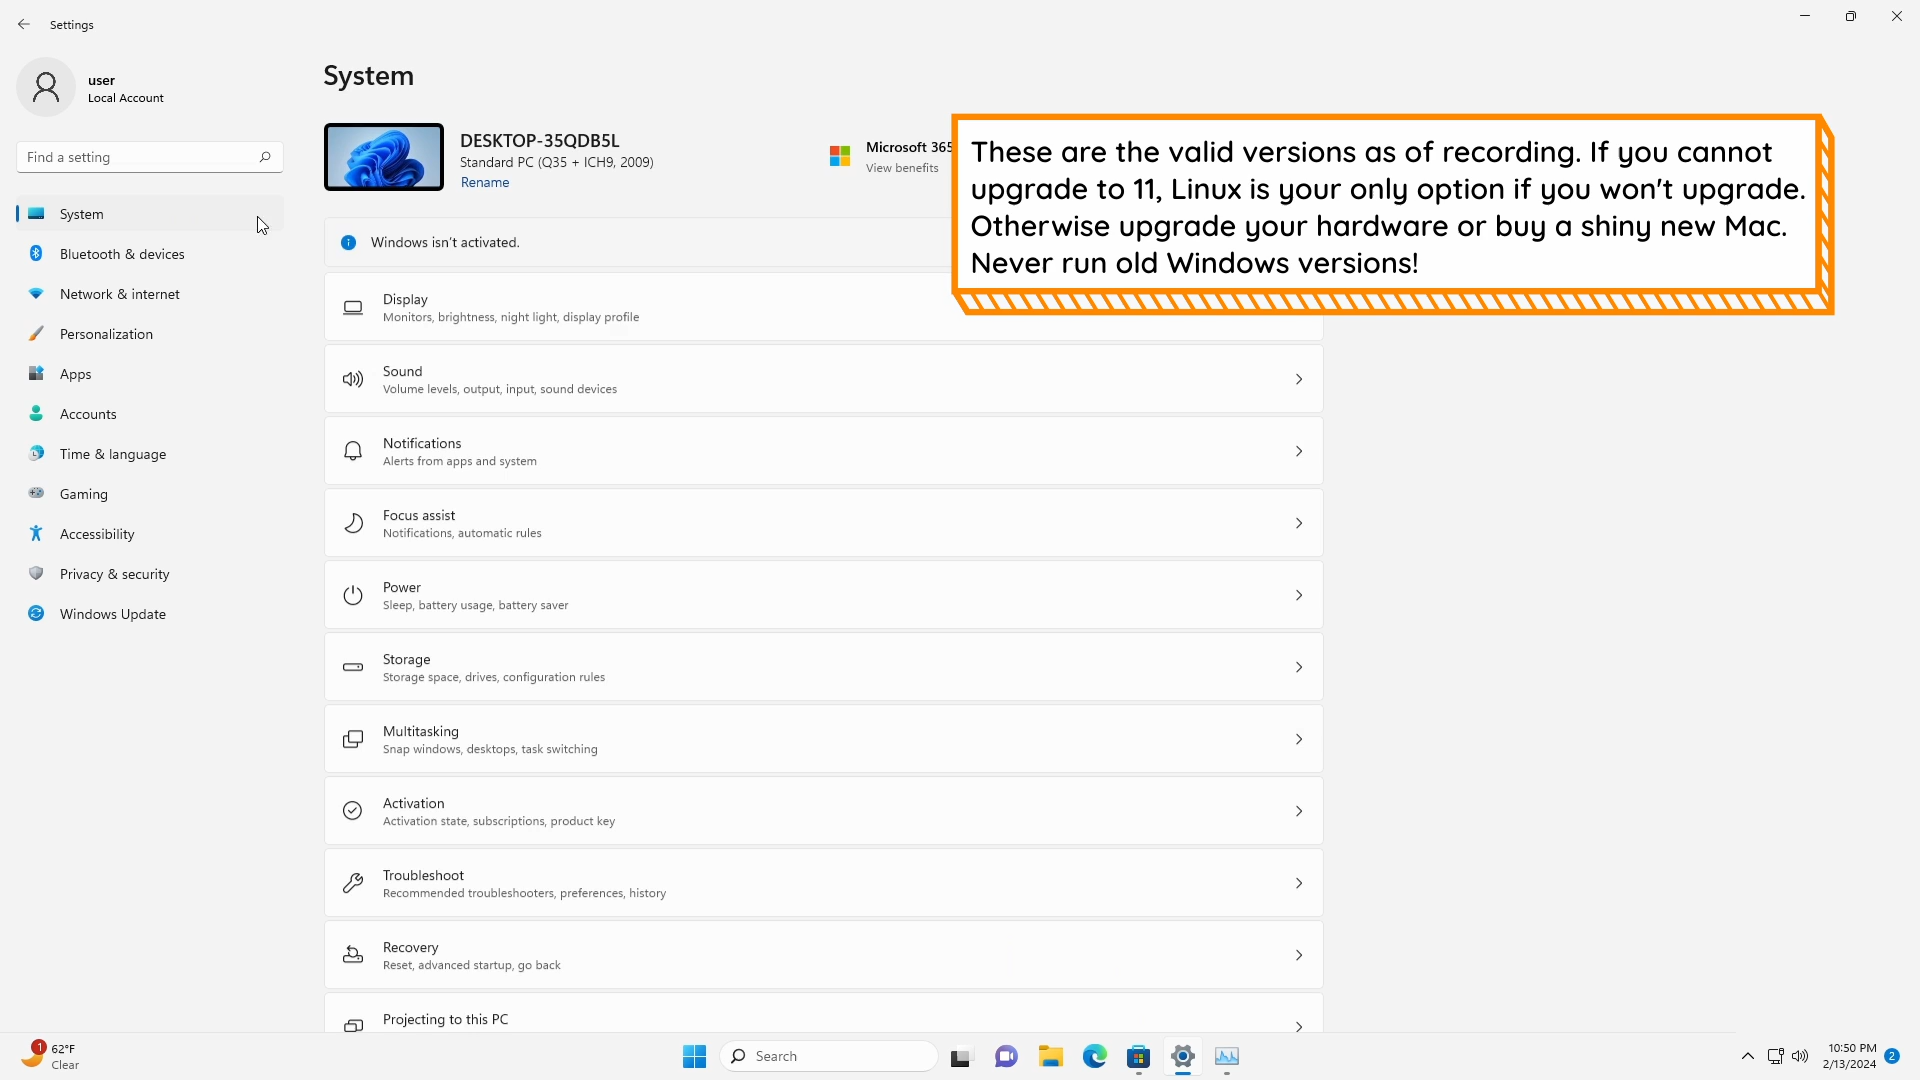 Settings
user
Local Account
Find a setting
System
Bluetooth & devices
Network & internet
Personalization
Apps
Accounts
Time & language
Gaming
Accessibility
Privacy & security
Windows Update
System
DESKTOP-35QDB5L
Standard PC (Q35 + ICH9, 2009)
Rename
Microsoft 365
View benefits
These are the valid versions as of recording. If you cannot
upgrade to 11, Linux is your only option if you won't upgrade.
Otherwise upgrade your hardware or buy a shiny new Mac.
Never run old Windows versions!
Windows isn't activated.
Display
Monitors, brightness, night light, display profile
Sound
Volume levels, output, input, sound devices
Notifications
Alerts from apps and system
Focus assist
Notifications, automatic rules
Power
Sleep, battery usage, battery saver
Storage
Storage space, drives, configuration rules
Multitasking
Snap windows, desktops, task switching
Activation
Activation state, subscriptions, product key
Troubleshoot
Recommended troubleshooters, preferences, history
Recovery
Reset, advanced startup, go back
Projecting to this PC
1
62°F
Clear
Search
10:50 PM
2/13/2024
2